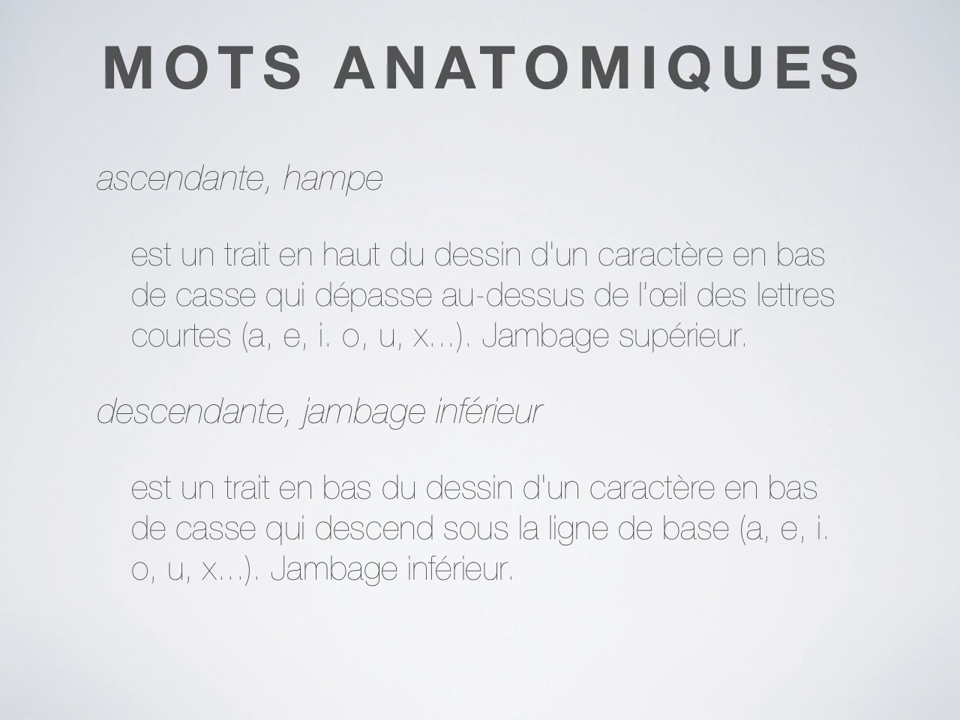 MOTS ANATOMIQUES
ascendante, hampe
est un trait en haut du dessin d'un caractère en bas
de casse qui dépasse au-dessus de l'œil des lettres
courtes (a, e, i. o, u, x...). Jambage supérieur.
descendante, jambage inférieur
est un trait en bas du dessin d'un caractère en bas
de casse qui descend sous la ligne de base (a, e, i.
o, u, x...). Jambage inférieur.